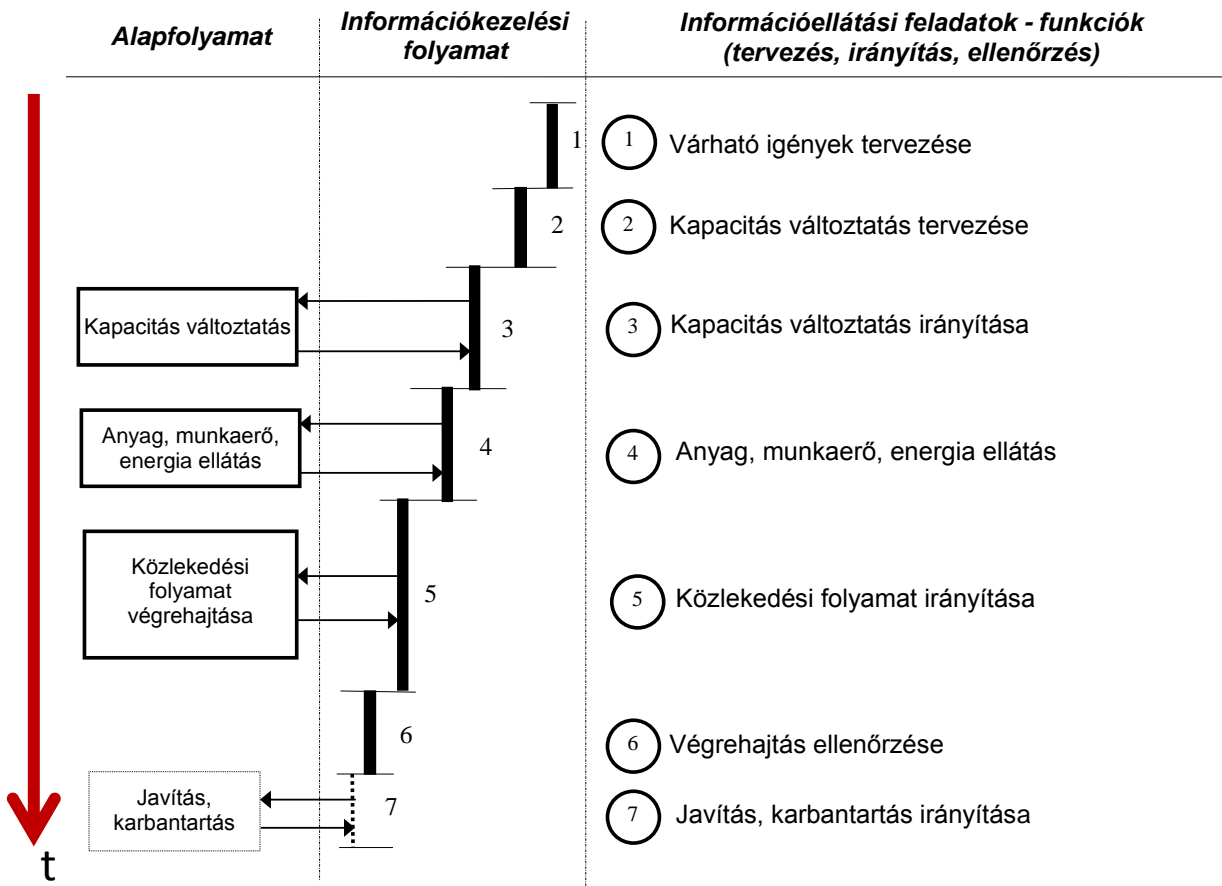 Alapfolyamat
Információkezelési
folyamat
Információellátási feladatok - funkciók
(tervezés, irányítás, ellenőrzés)
1
1
Várható igények tervezése
2
2
Kapacitás változtatás tervezése
Kapacitás változtatás
3
3
Kapacitás változtatás irányítása
Anyag, munkaerő,
energia ellátás
4
4
Anyag, munkaerő, energia ellátás
Közlekedési
folyamat
végrehajtása
5
5
Közlekedési folyamat irányítása
6
6
Végrehajtás ellenőrzése
Javítás,
karbantartás
7
7
Javítás, karbantartás irányítása
t